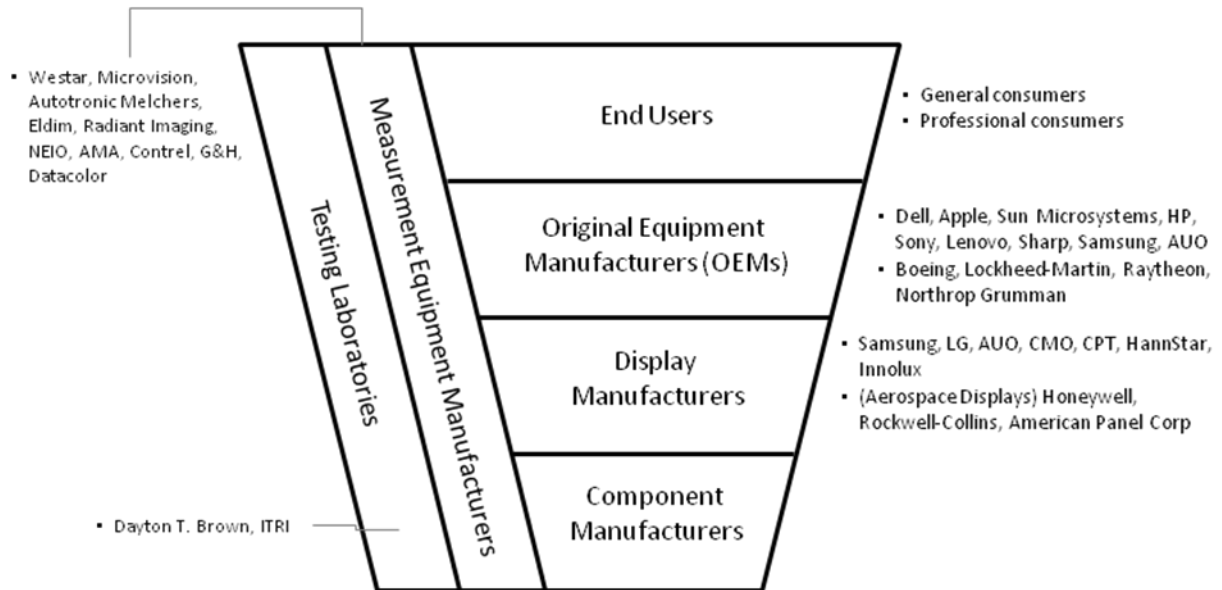 ▪ Westar, Microvision,
Autotronic Melchers,
Eldim, Radiant Imaging,
NEIO, AMA, Contrel, G&H,
Datacolor
Testing Laboratories
Measurement Equipment Manufacturers
End Users
▪ General consumers
▪ Professional consumers
Original Equipment
Manufacturers (OEMs)
▪ Dell, Apple, Sun Microsystems, HP,
Sony, Lenovo, Sharp, Samsung, AUO
▪ Boeing, Lockheed-Martin, Raytheon,
Northrop Grumman
Display
Manufacturers
▪ Samsung, LG, AUO, CMO, CPT, HannStar,
Innolux
▪ (Aerospace Displays) Honeywell,
Rockwell-Collins, American Panel Corp
Component
Manufacturers
▪ Dayton T. Brown, ITRI